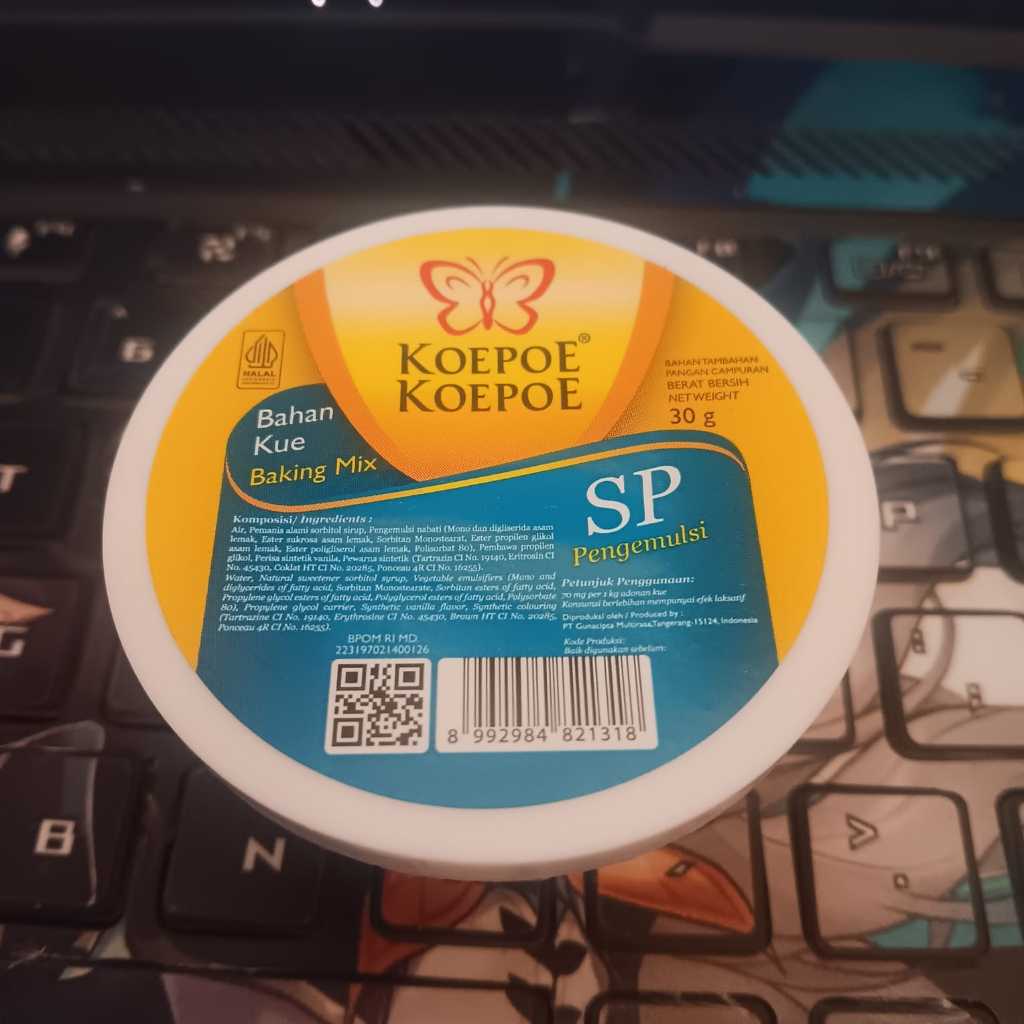 KOEPOE®
KOEPOE
HALAL
INDONESIA
BAHAN TAMBAHAN
PANGAN CAMPURAN
BERAT BERSIH
NET WEIGHT
30 g
Bahan
Kue
Baking Mix
SP
Pengemulsi
Komposisi/ Ingredients :
Air, Pemanis alami sorbitol sirup, Pengemulsi nabati (Mono dan digliserida asam
lemak, Ester sukrosa asam lemak, Sorbitan Monostearat, Ester propilen glikol
asam lemak, Ester poligliserol asam lemak, Polisorbat 80), Pembawa propilen
glikol, Perisa sintetik vanila, Pewarna sintetik (Tartrazin CI No. 19140, Eritrosin CI
No. 45430, Coklat HT CI No. 20285, Ponceau 4R CI No. 16255).
Water, Natural sweetener sorbitol syrup, Vegetable emulsifiers (Mono and
diglycerides of fatty acid, Sorbitan Monostearate, Sorbitan esters of fatty acid,
Propylene glycol esters of fatty acid, Polyglycerol esters of fatty acid, Polysorbate
80), Propylene glycol carrier, Synthetic vanilla flavor, Synthetic colouring
(Tartrazine CI No. 19140, Erythrosine CI No. 45430, Brown HT CI No. 20285,
Ponceau 4R CI No. 16255).
Petunjuk Penggunaan:
70 mg per 1 kg adonan kue
Konsumsi berlebihan mempunyai efek laksatif
Diproduksi oleh / Produced by :
PT Gunacipta Multirasa,Tangerang-15124, Indonesia
Kode Produksi:
Baik digunakan sebelum:
BPOM RI MD
223197021400126
8 992984 821318
6
T
P
G
B
N